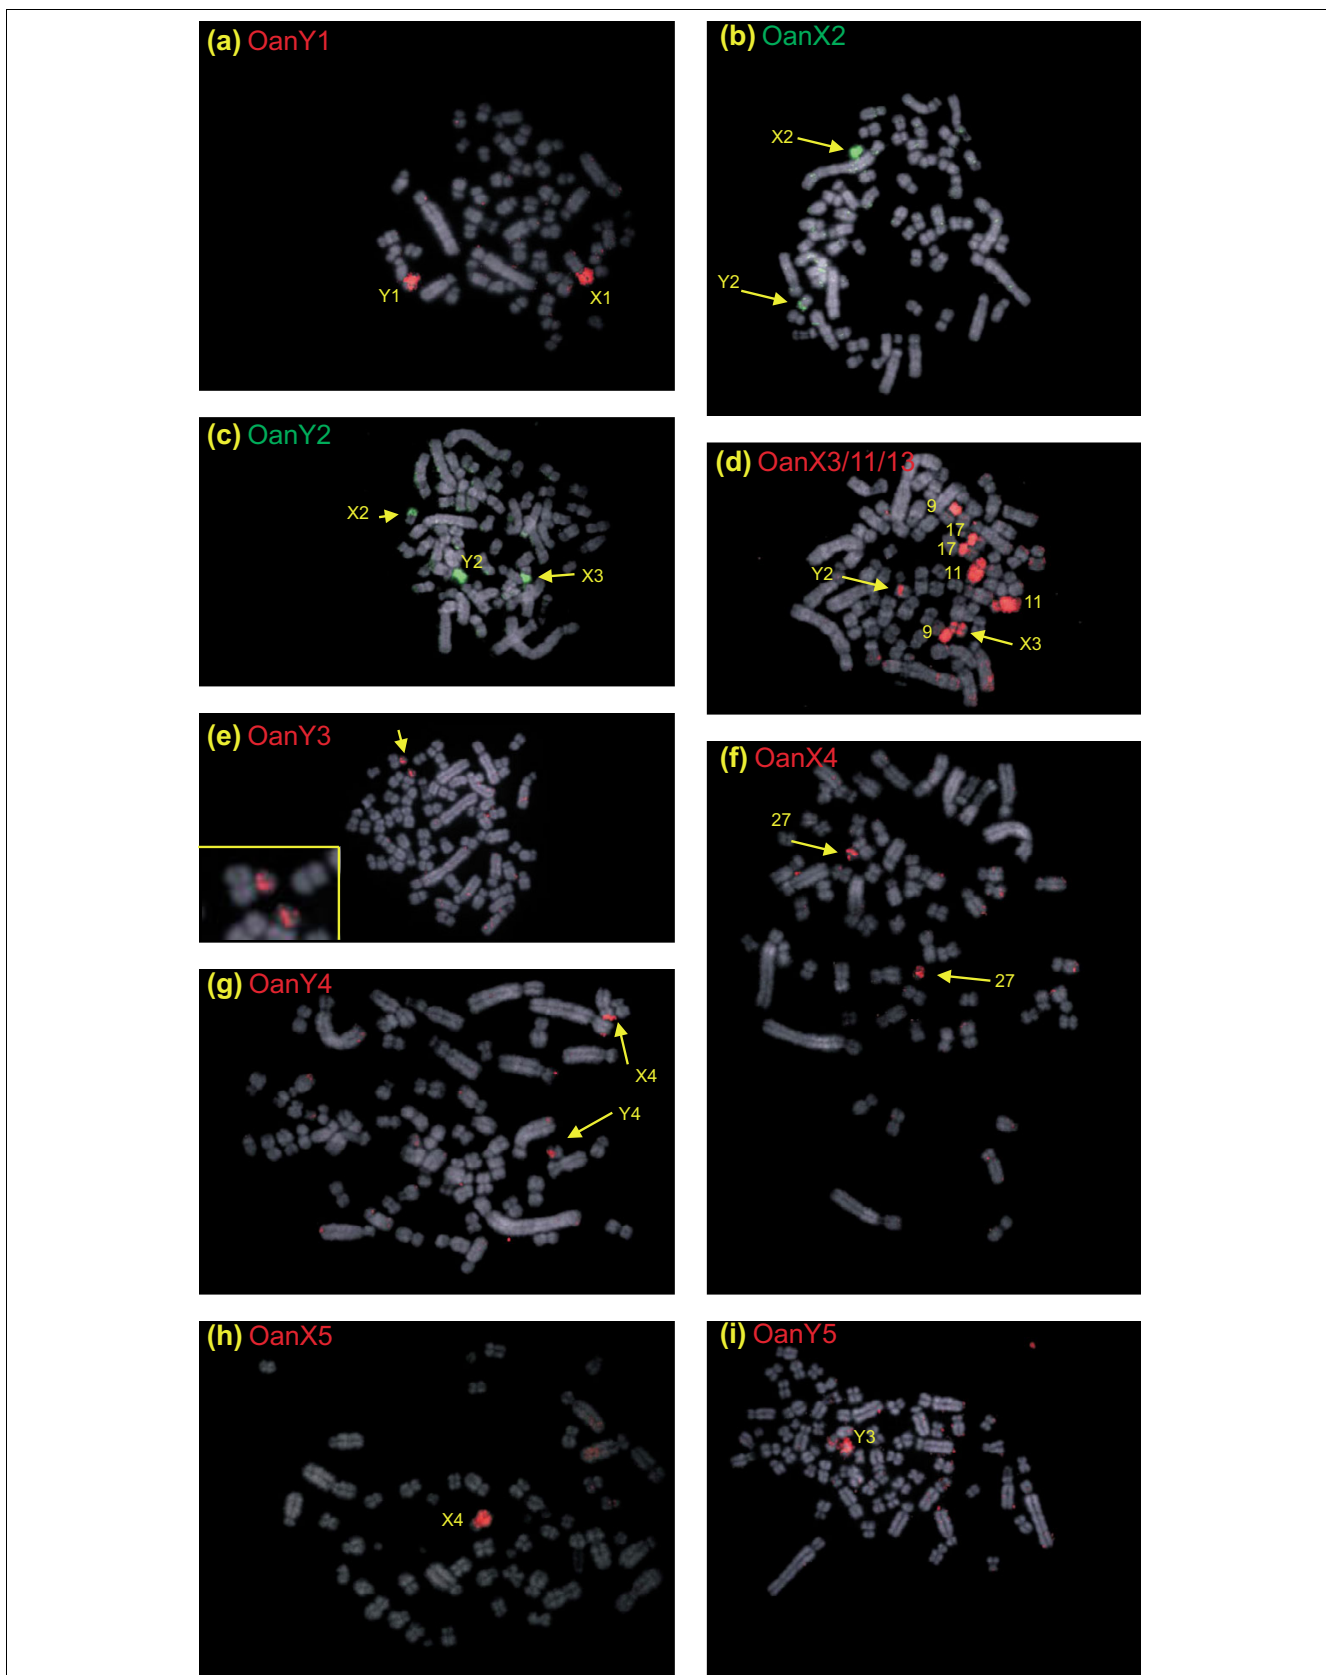 (a) OanY1
Y1
X1
(b) OanX2
X2
Y2
(c) OanY2
X2
Y2
X3
(d) OanX3/11/13
9
17
17
11
Y2
11
9
X3
(e) OanY3
(f) OanX4
27
27
(g) OanY4
X4
Y4
(h) OanX5
X4
(i) OanY5
Y3